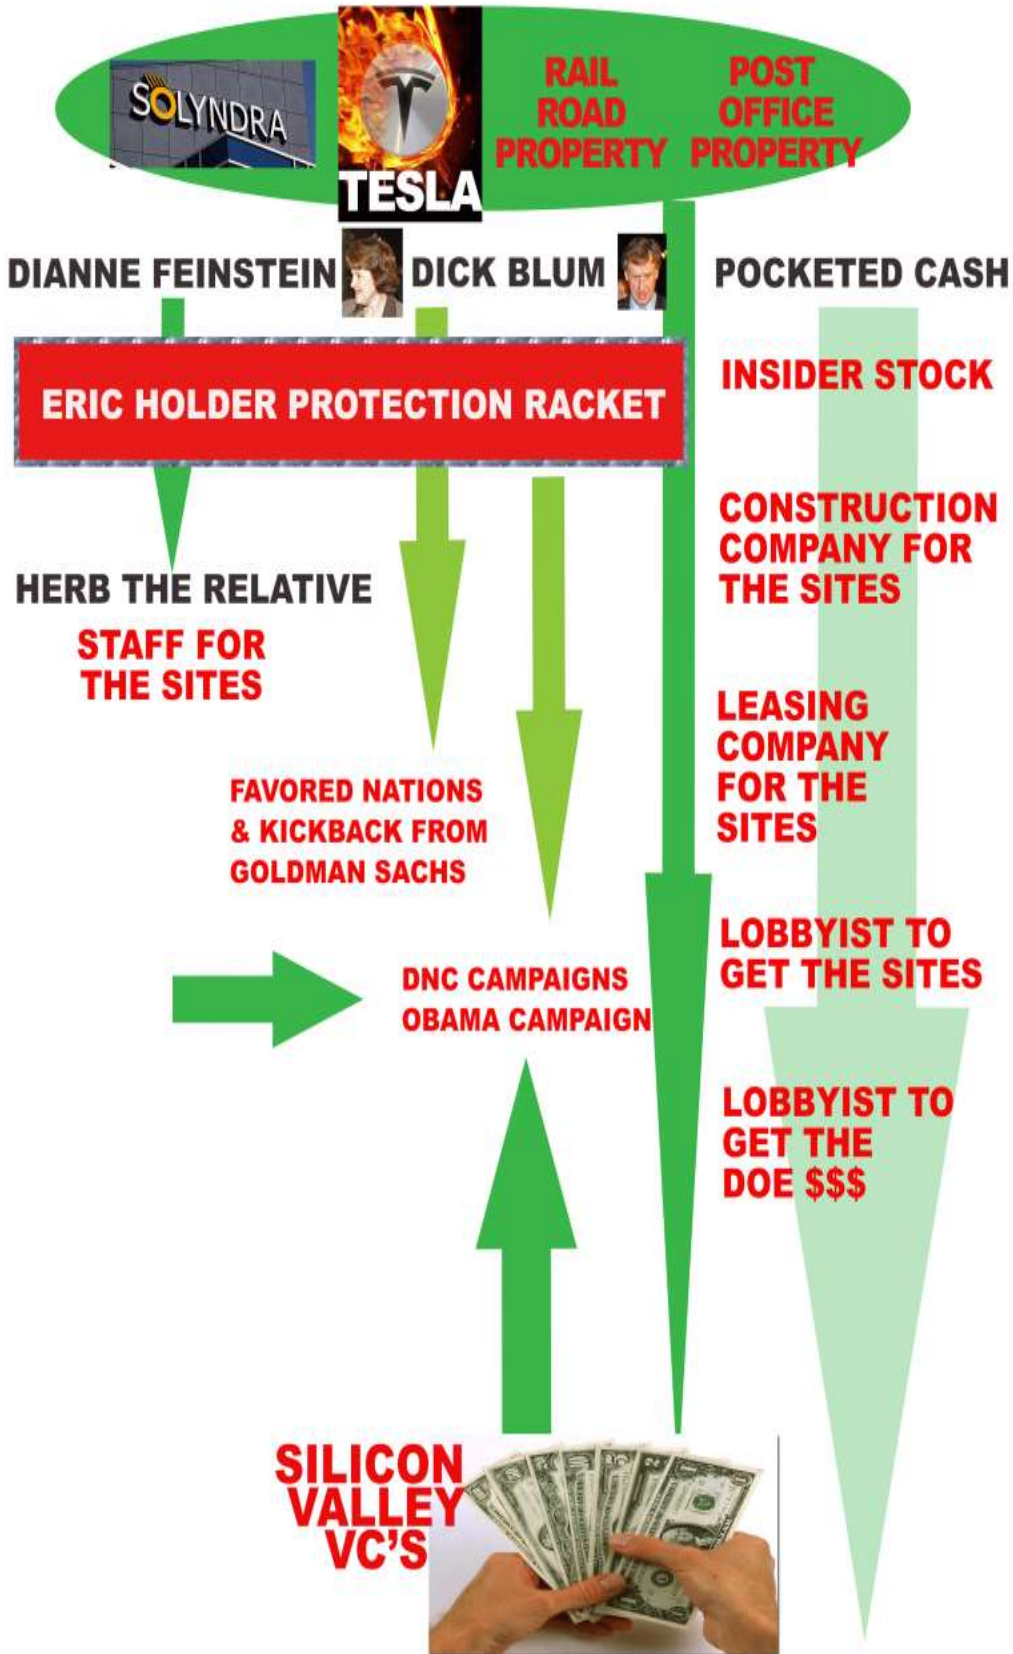 SOLYNDRA
TESLA
RAIL
ROAD
PROPERTY
POST
OFFICE
PROPERTY
DIANNE FEINSTEIN
DICK BLUM
POCKETED CASH
ERIC HOLDER PROTECTION RACKET
INSIDER STOCK
CONSTRUCTION
COMPANY FOR
THE SITES
HERB THE RELATIVE
STAFF FOR
THE SITES
LEASING
COMPANY
FOR THE
SITES
FAVORED NATIONS
& KICKBACK FROM
GOLDMAN SACHS
LOBBYIST TO
GET THE SITES
DNC CAMPAIGNS
OBAMA CAMPAIGN
LOBBYIST TO
GET THE
DOE $$$
SILICON
VALLEY
VC'S